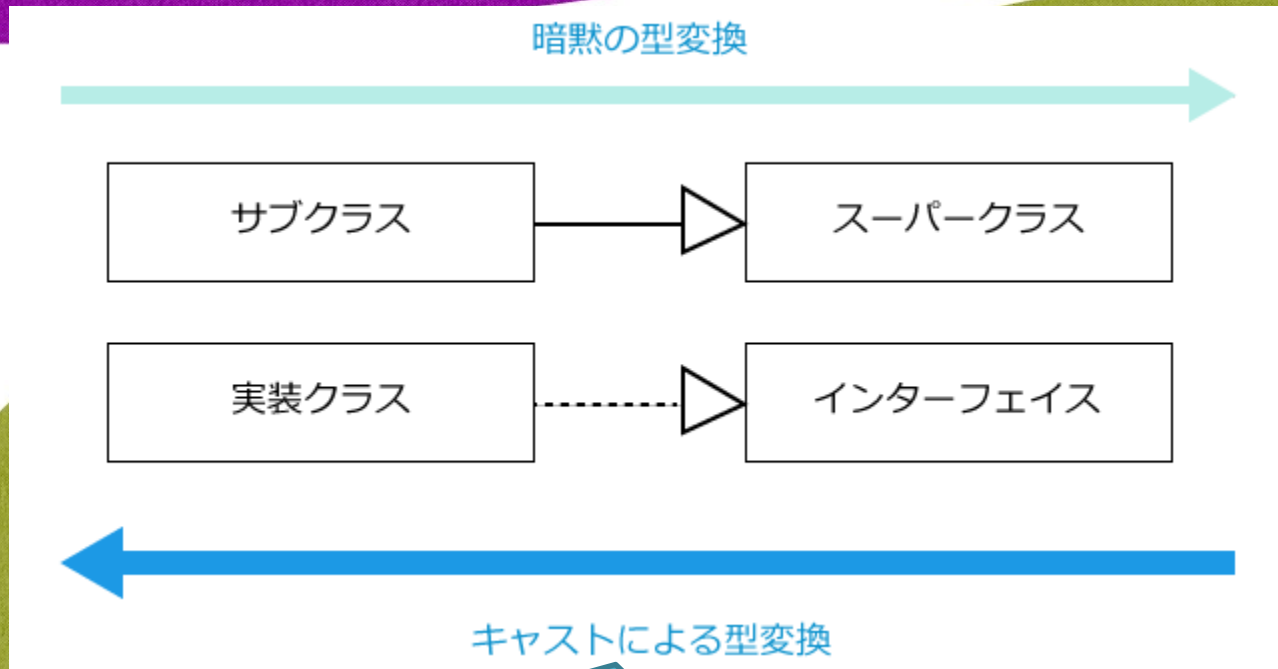 暗黙の型変換
サブクラス
スーパークラス
実装クラス
インターフェイス
キャストによる型変換